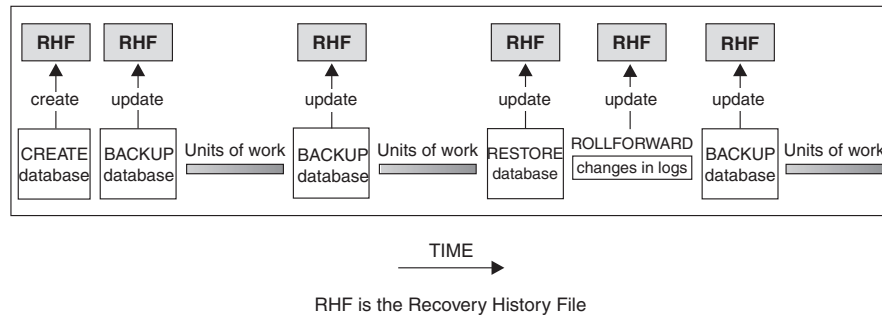 RHF RHF RHF RHF RHF RHF
create update update update update update
CREATE database
BACKUP database
Units of work
BACKUP database
Units of work
RESTORE database
ROLLFORWARD
changes in logs
BACKUP database
Units of work
TIME
RHF is the Recovery History File